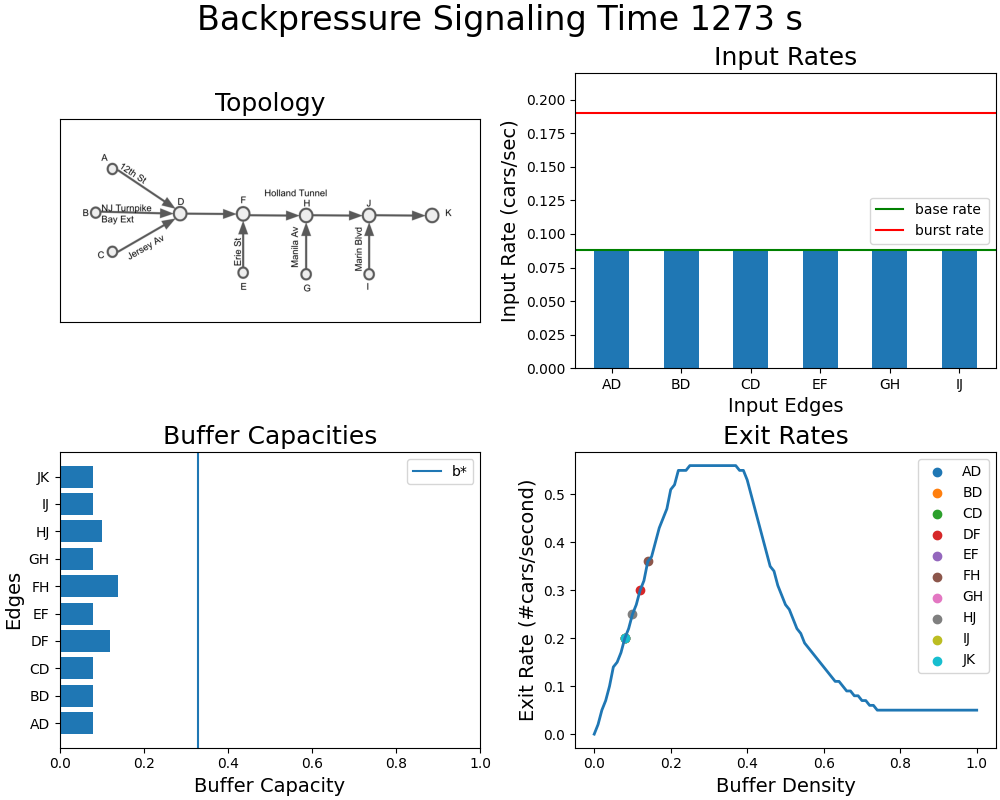 Backpressure Signaling Time 1273 s
Topology
A
12th St
B
NJ Turnpike
Bay Ext
C
Jersey Av
D
F
Holland Tunnel
H
J
K
Erie St
Manila Av
Marin Blvd
E
G
I
Input Rates
Input Rate (cars/sec)
0.200
0.175
0.150
0.125
0.100
0.075
0.050
0.025
0.000
base rate
burst rate
AD BD CD EF GH IJ
Input Edges
Buffer Capacities
Edges
JK
IJ
HJ
GH
FH
EF
DF
CD
BD
AD
b*
0.0 0.2 0.4 0.6 0.8 1.0
Buffer Capacity
Exit Rates
Exit Rate (#cars/second)
0.5
0.4
0.3
0.2
0.1
0.0
AD
BD
CD
DF
EF
FH
GH
HJ
IJ
JK
0.0 0.2 0.4 0.6 0.8 1.0
Buffer Density